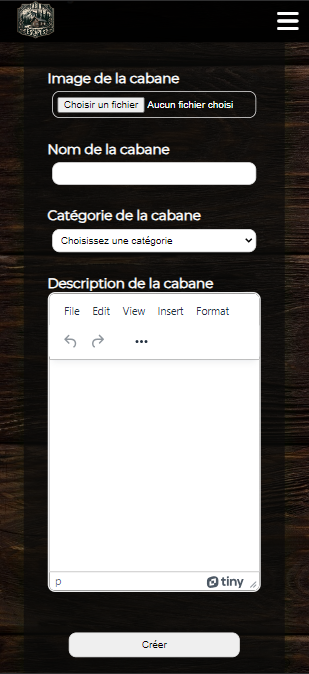 Image de la cabane
Choisir un fichier Aucun fichier choisi
Nom de la cabane
Catégorie de la cabane
Choisissez une catégorie
Description de la cabane
File Edit View Insert Format
p tiny
Créer